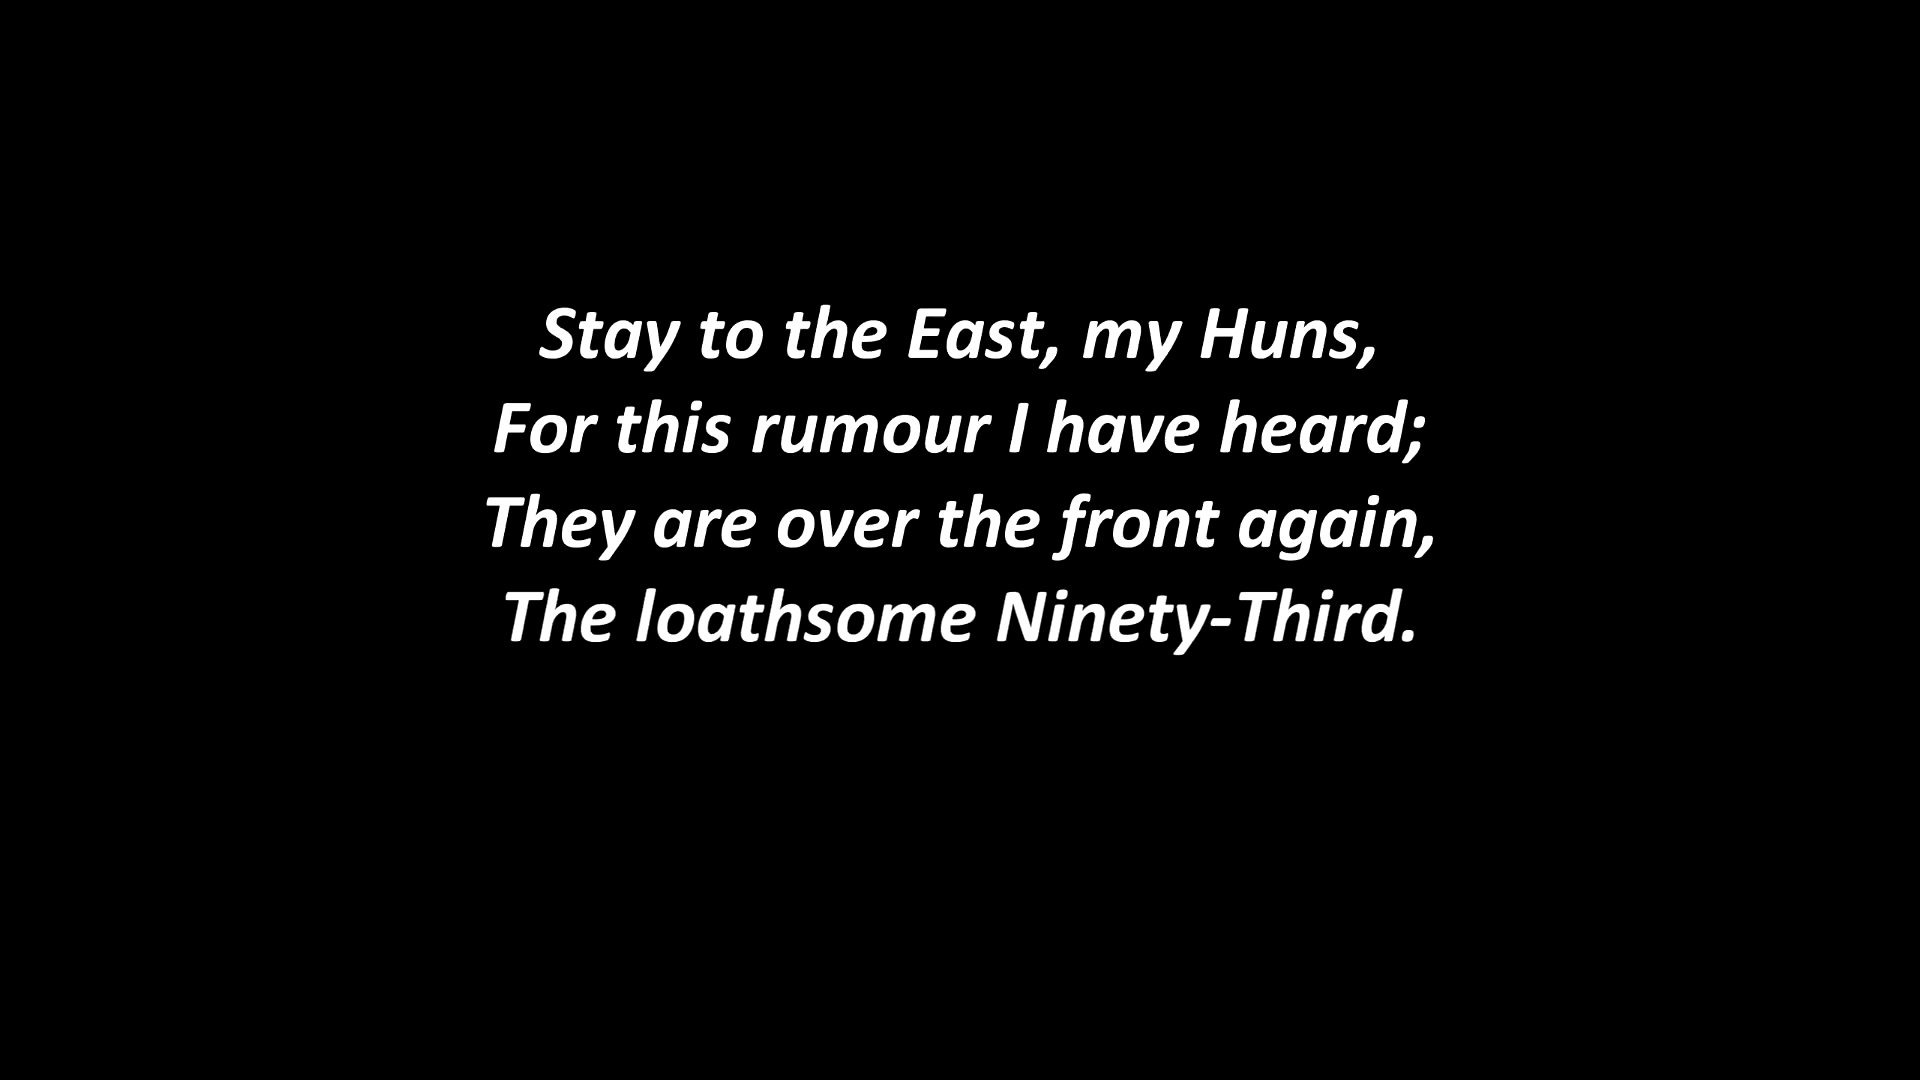 Stay to the East, my Huns,
For this rumour I have heard;
They are over the front again,
The loathsome Ninety-Third.